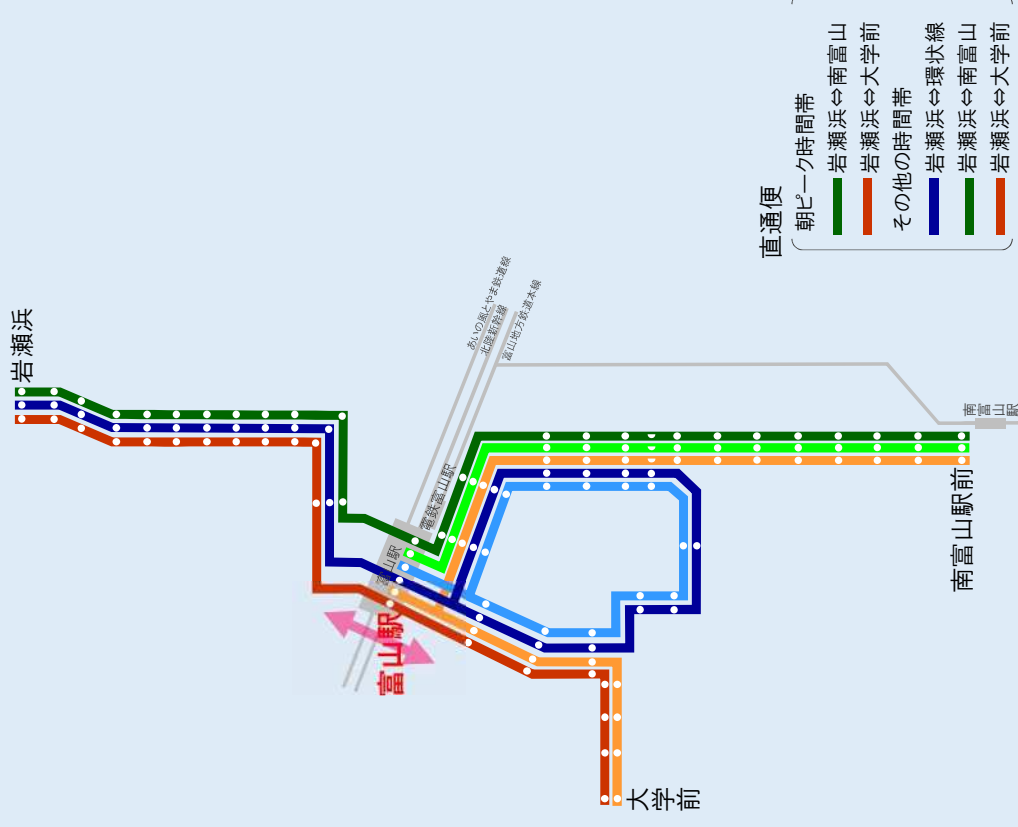 岩瀬浜
あいの風とやま鉄道線
北陸新幹線
富山地方鉄道本線
電鉄富山駅
富山駅
富山駅
南富山駅
南富山駅前
大学前
直通便
朝ピーク時間帯
岩瀬浜⇔南富山
岩瀬浜⇔大学前
その他の時間帯
岩瀬浜⇔環状線
岩瀬浜⇔南富山
岩瀬浜⇔大学前